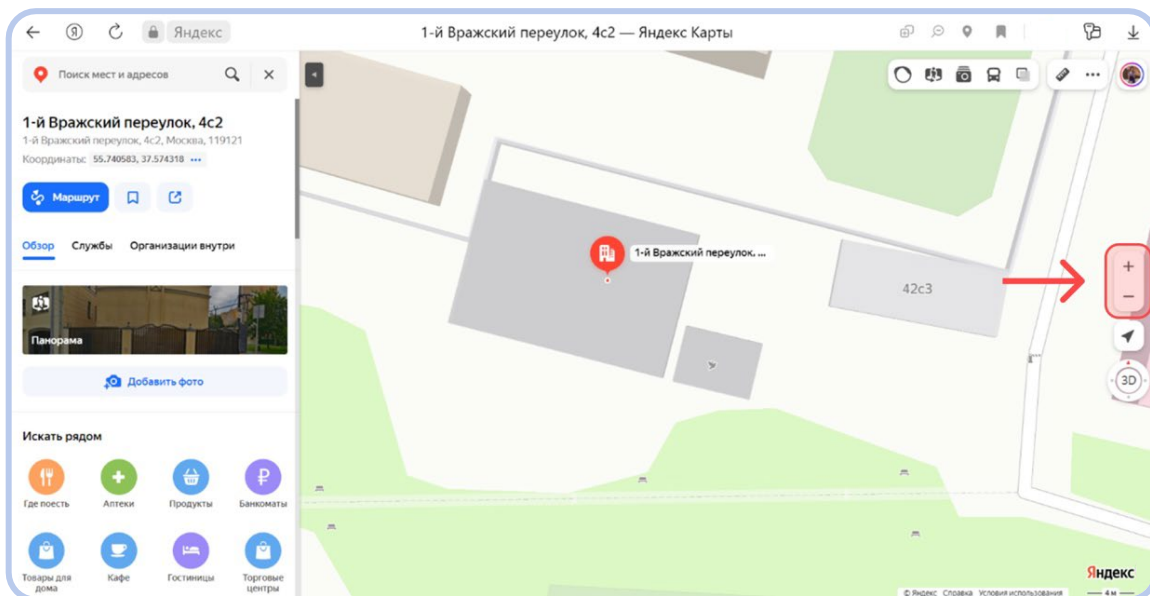 Я
Яндекс
1-й Вражский переулок, 4с2 — Яндекс Карты
Поиск мест и адресов
1-й Вражский переулок, 4с2
1-й Вражский переулок, 4с2, Москва, 119121
Координаты: 55.740583, 37.574318
Маршрут
Обзор Службы Организации внутри
Панорама
Добавить фото
Искать рядом
Где поесть Аптеки Продукты Банкоматы
Товары для дома Кафе Гостиницы Торговые центры
1-й Вражский переулок, ...
42с3
+
−
3D
Яндекс
© Яндекс Справка Условия использования 4 м